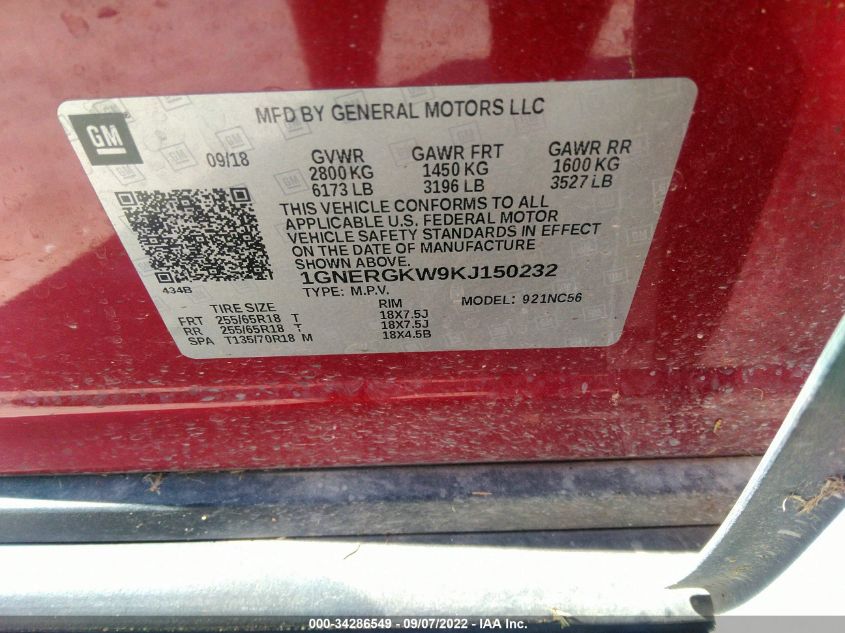 MFD BY GENERAL MOTORS LLC
GM
09/18 GVWR GAWR FRT GAWR RR
2800 KG 1450 KG 1600 KG
6173 LB 3196 LB 3527 LB
THIS VEHICLE CONFORMS TO ALL
APPLICABLE U.S. FEDERAL MOTOR
VEHICLE SAFETY STANDARDS IN EFFECT
ON THE DATE OF MANUFACTURE
SHOWN ABOVE.
434B
1GNERGKW9KJ150232
TYPE: M.P.V. MODEL: 921NC56
TIRE SIZE RIM
FRT 255/65R18 T 18X7.5J
RR 255/65R18 T 18X7.5J
SPA T135/70R18 M 18X4.5B
000-34286549 - 09/07/2022 - IAA Inc.